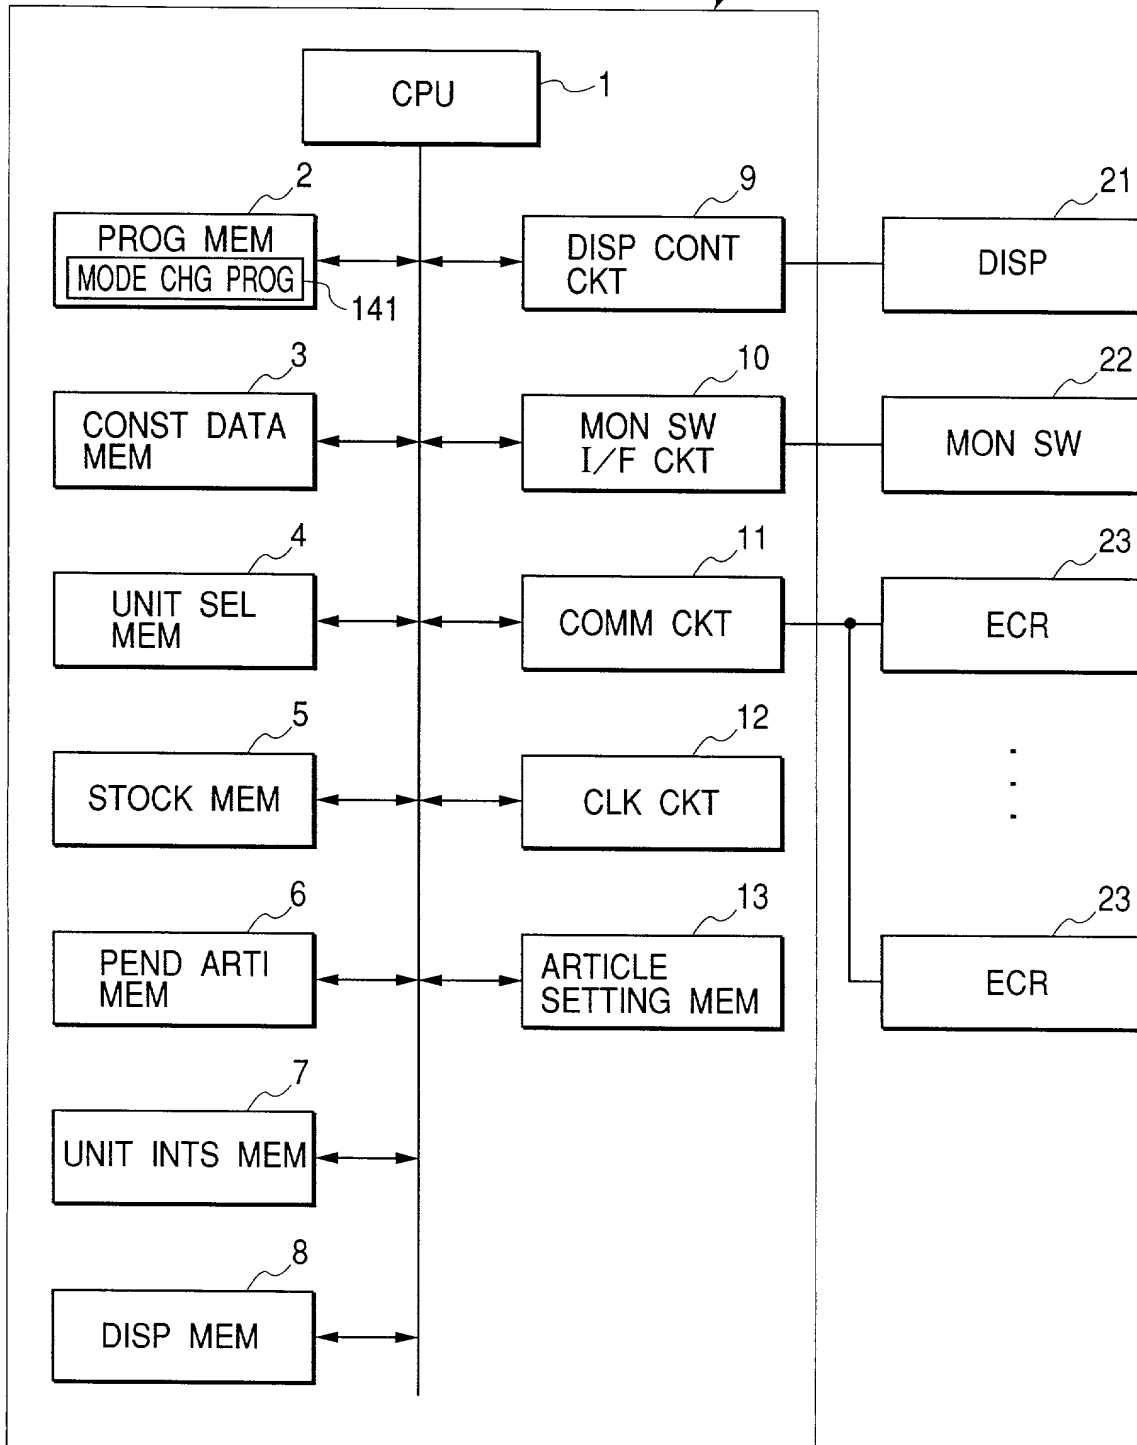 CPU
1
2
PROG MEM
MODE CHG PROG
141
9
DISP CONT
CKT
21
DISP
3
CONST DATA
MEM
10
MON SW
I/F CKT
22
MON SW
4
UNIT SEL
MEM
11
COMM CKT
23
ECR
5
STOCK MEM
12
CLK CKT
6
PEND ARTI
MEM
13
ARTICLE
SETTING MEM
23
ECR
7
UNIT INTS MEM
8
DISP MEM